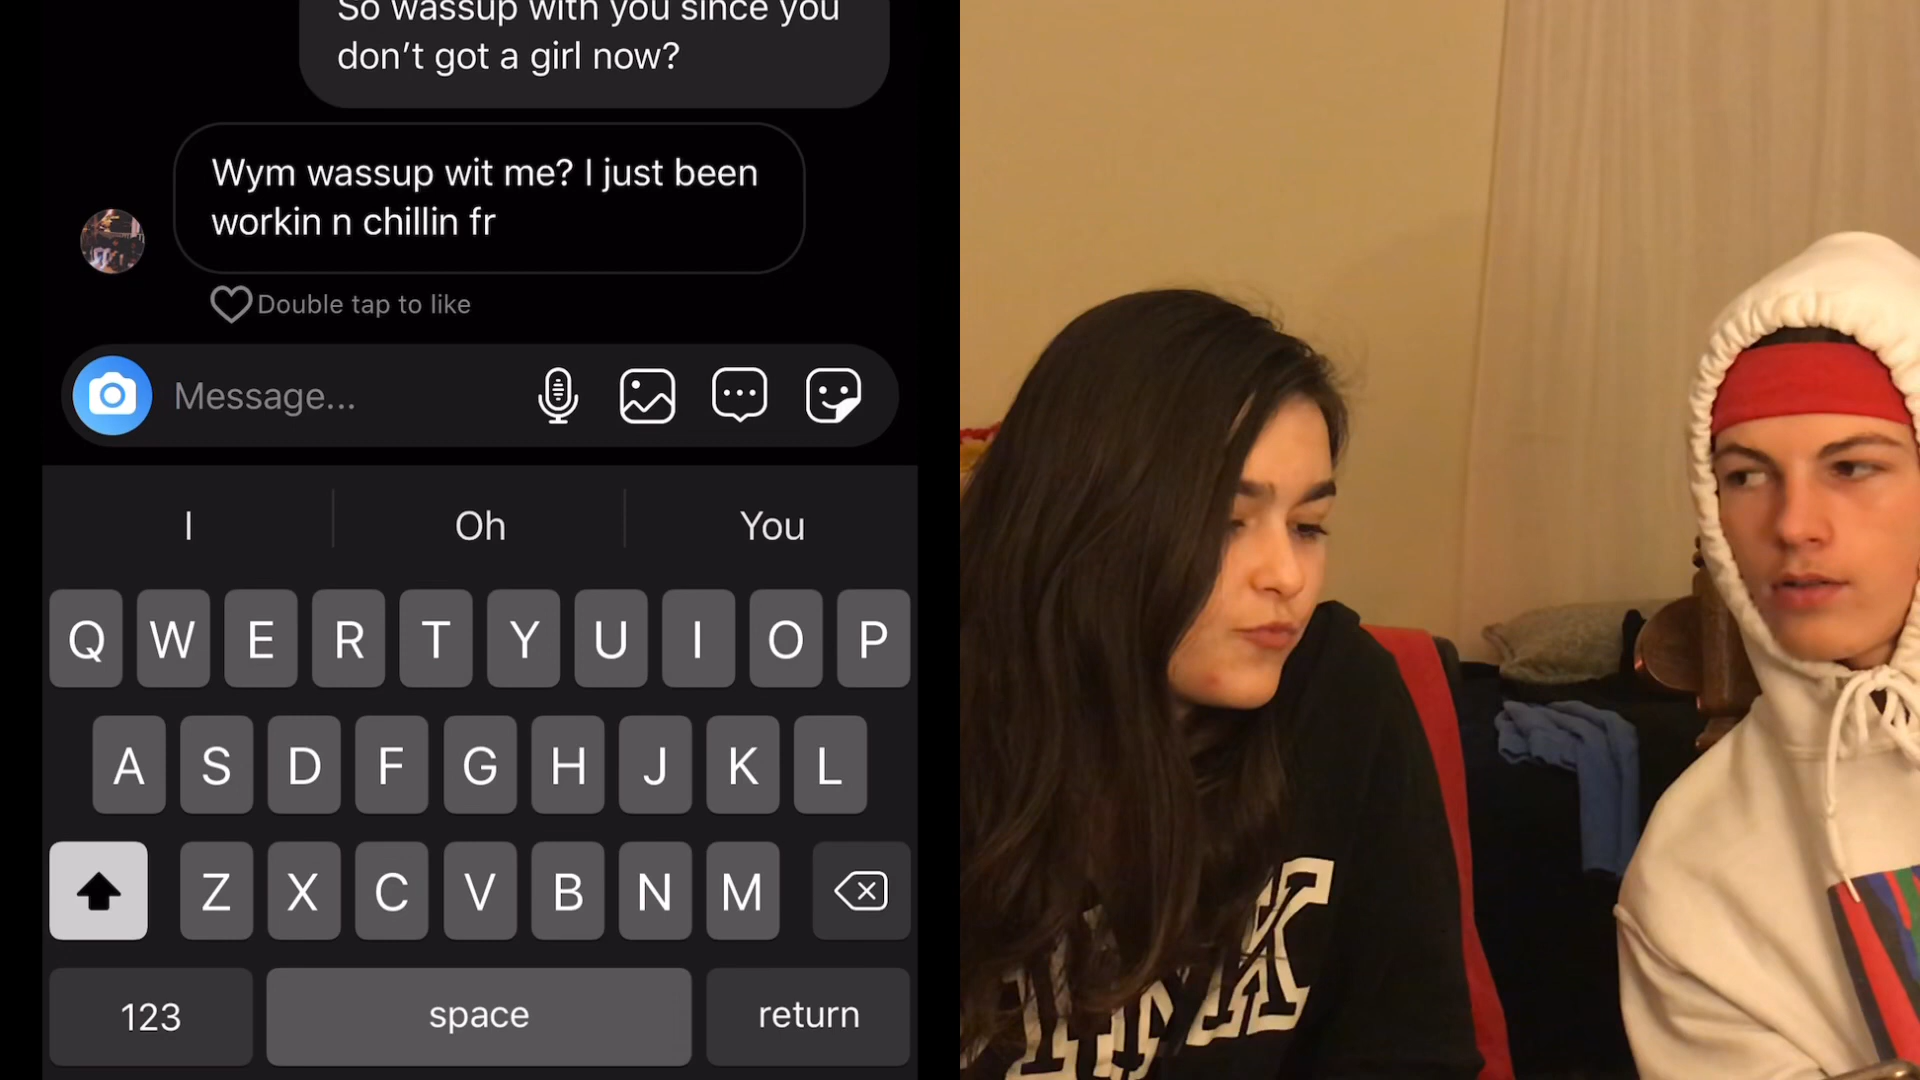 So wassup with you since you
don't got a girl now?
Wym wassup wit me? I just been
workin n chillin fr
Double tap to like
Message...
I Oh You
Q W E R T Y U I O P
A S D F G H J K L
Z X C V B N M
123 space return